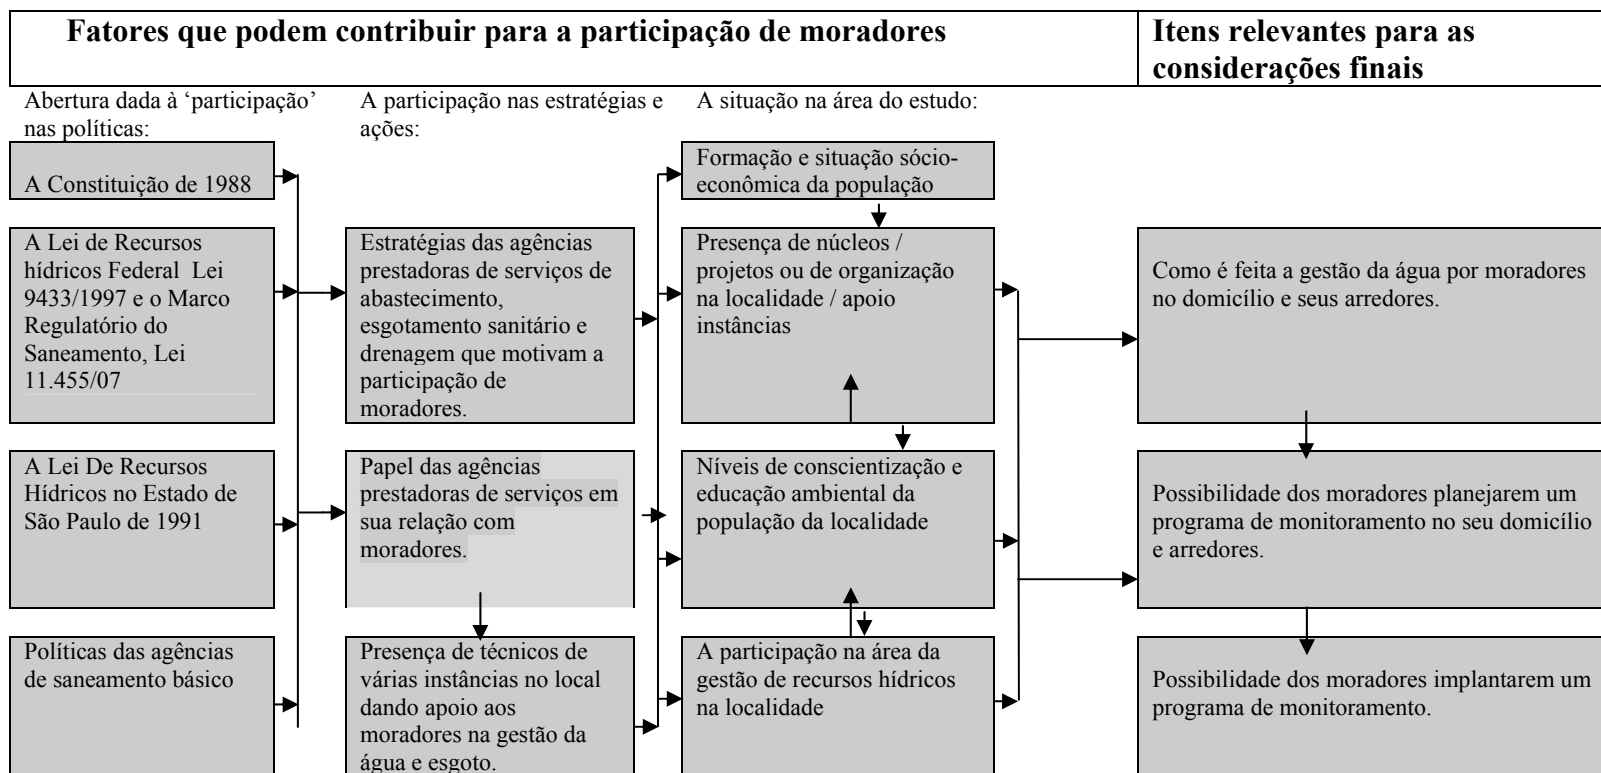 Fatores que podem contribuir para a participação de moradores
Itens relevantes para as
considerações finais
Abertura dada à ‘participação’
nas políticas:
A participação nas estratégias e
ações:
A situação na área do estudo:
A Constituição de 1988
A Lei de Recursos
hídricos Federal Lei
9433/1997 e o Marco
Regulatório do
Saneamento, Lei
11.455/07
A Lei De Recursos
Hídricos no Estado de
São Paulo de 1991
Políticas das agências
de saneamento básico
Estratégias das agências
prestadoras de serviços de
abastecimento,
esgotamento sanitário e
drenagem que motivam a
participação de
moradores.
Papel das agências
prestadoras de serviços em
sua relação com
moradores.
Presença de técnicos de
várias instâncias no local
dando apoio aos
moradores na gestão da
água e esgoto.
Formação e situação sócio-
econômica da população
Presença de núcleos /
projetos ou de organização
na localidade / apoio
instâncias
Níveis de conscientização e
educação ambiental da
população da localidade
A participação na área da
gestão de recursos hídricos
na localidade
Como é feita a gestão da água por moradores
no domicílio e seus arredores.
Possibilidade dos moradores planejarem um
programa de monitoramento no seu domicílio
e arredores.
Possibilidade dos moradores implantarem um
programa de monitoramento.